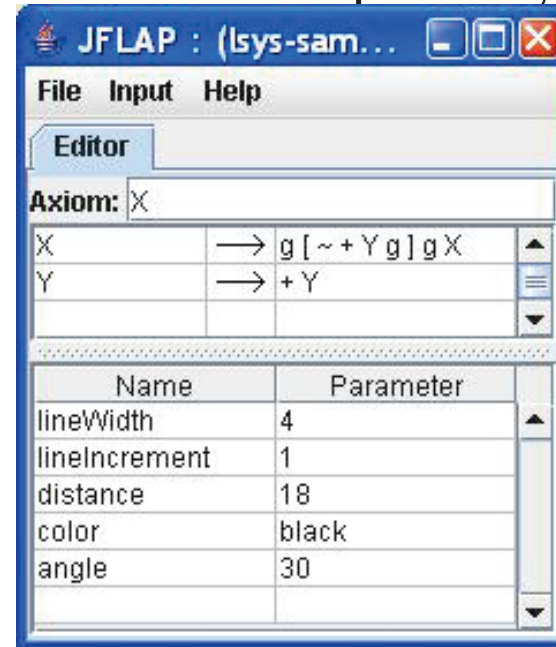 JFLAP : (lsys-sam...
File Input Help
Editor
Axiom: X
X → g [ ~ + Y g ] g X
Y → + Y
Name Parameter
lineWidth 4
lineIncrement 1
distance 18
color black
angle 30